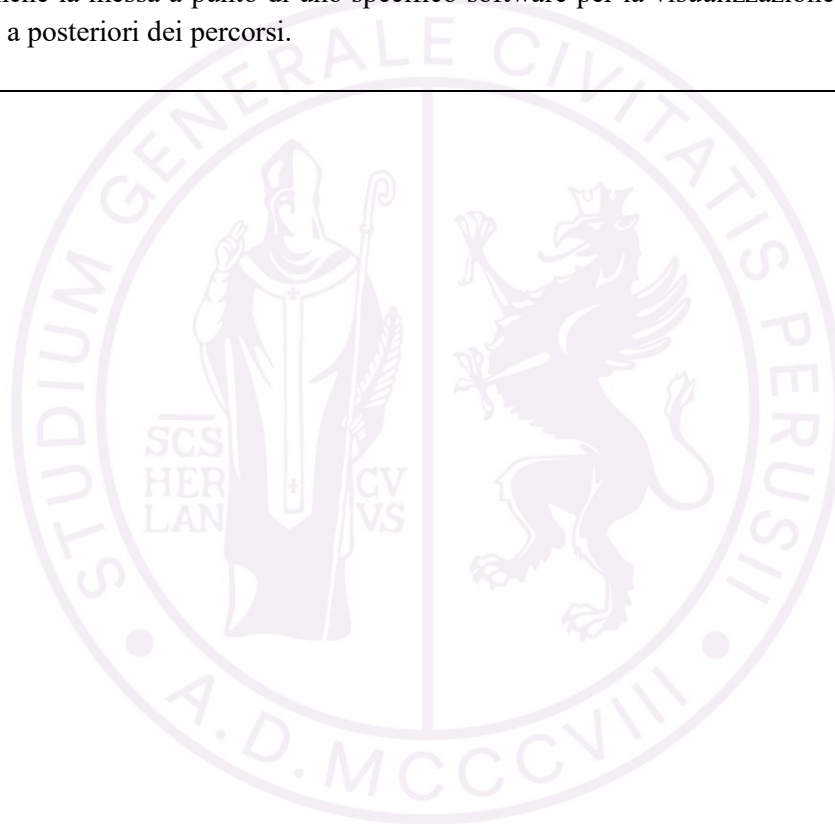 la messa a punto di uno specifico software per la visualizzazione
a posteriori dei percorsi.
STUDIUM GENERALE CIVITATIS PERUSII
SCS
HER
LAN
CV
VS
A.D. MCCCVIII